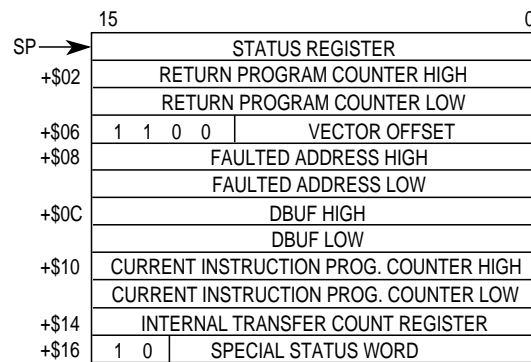 15 0
SP STATUS REGISTER
+$02 RETURN PROGRAM COUNTER HIGH
RETURN PROGRAM COUNTER LOW
+$06 1 1 0 0 VECTOR OFFSET
+$08 FAULTED ADDRESS HIGH
FAULTED ADDRESS LOW
+$0C DBUF HIGH
DBUF LOW
+$10 CURRENT INSTRUCTION PROG. COUNTER HIGH
CURRENT INSTRUCTION PROG. COUNTER LOW
+$14 INTERNAL TRANSFER COUNT REGISTER
+$16 1 0 SPECIAL STATUS WORD